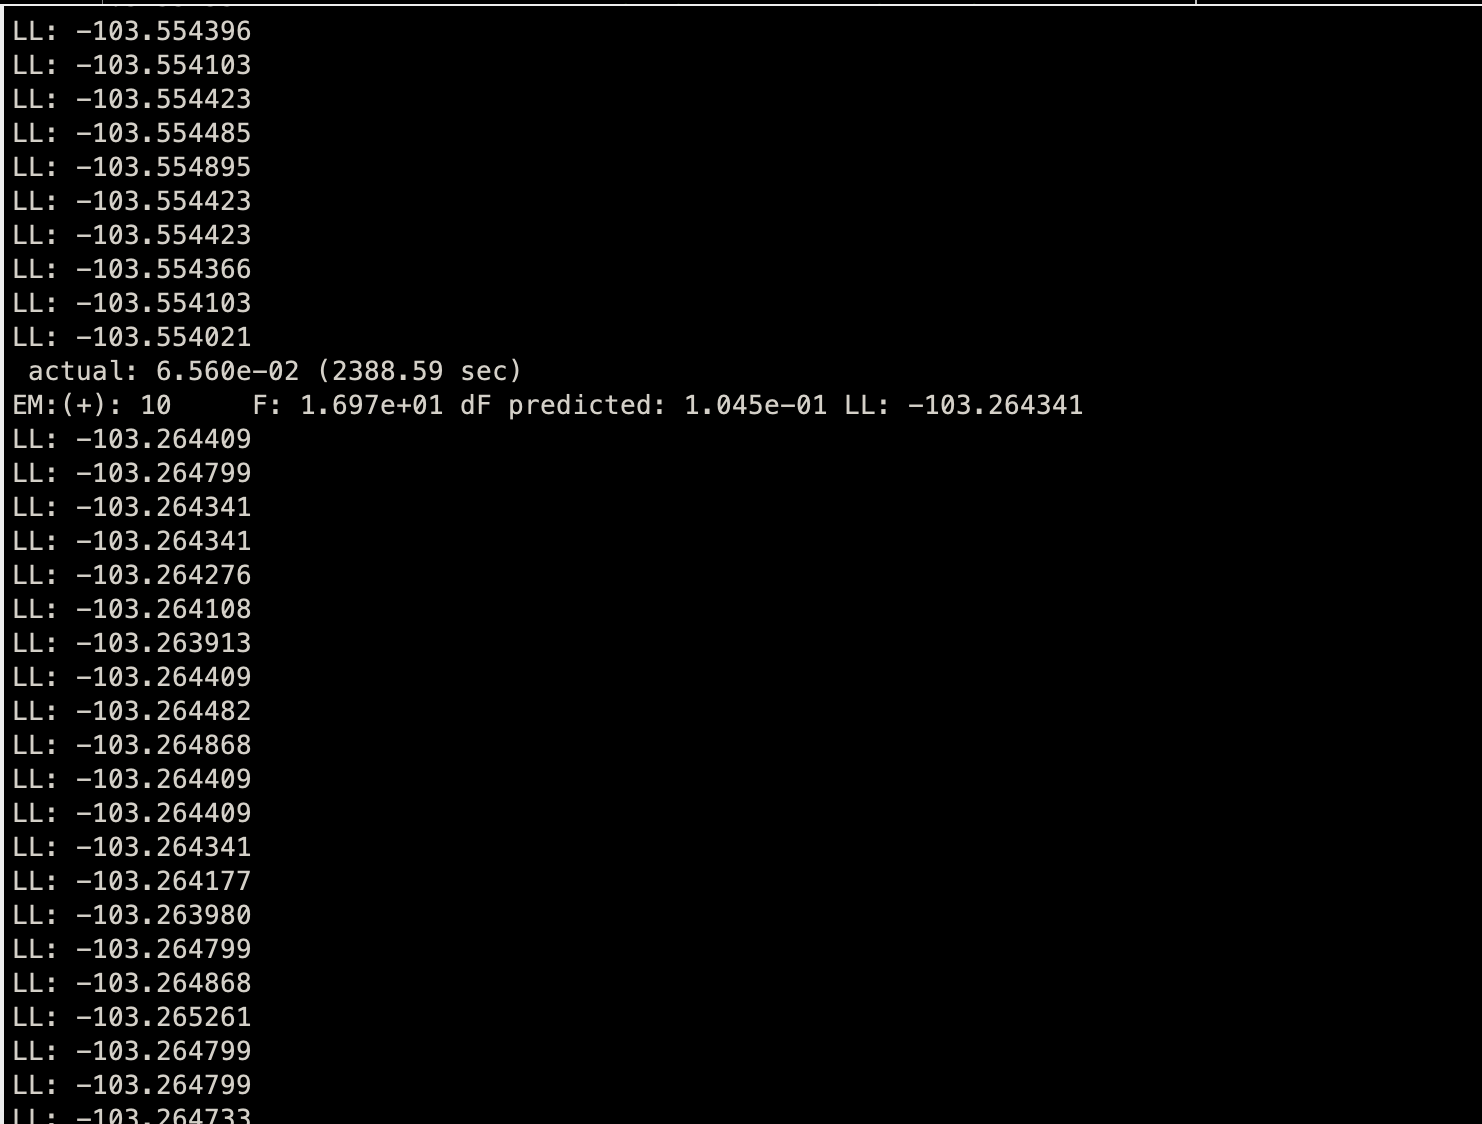 LL: -103.554396
LL: -103.554103
LL: -103.554423
LL: -103.554485
LL: -103.554895
LL: -103.554423
LL: -103.554423
LL: -103.554366
LL: -103.554103
LL: -103.554021
 actual: 6.560e-02 (2388.59 sec)
EM:(+): 10     F: 1.697e+01 dF predicted: 1.045e-01 LL: -103.264341
LL: -103.264409
LL: -103.264799
LL: -103.264341
LL: -103.264341
LL: -103.264276
LL: -103.264108
LL: -103.263913
LL: -103.264409
LL: -103.264482
LL: -103.264868
LL: -103.264409
LL: -103.264409
LL: -103.264341
LL: -103.264177
LL: -103.263980
LL: -103.264799
LL: -103.264868
LL: -103.265261
LL: -103.264799
LL: -103.264799
LL: -103.264733